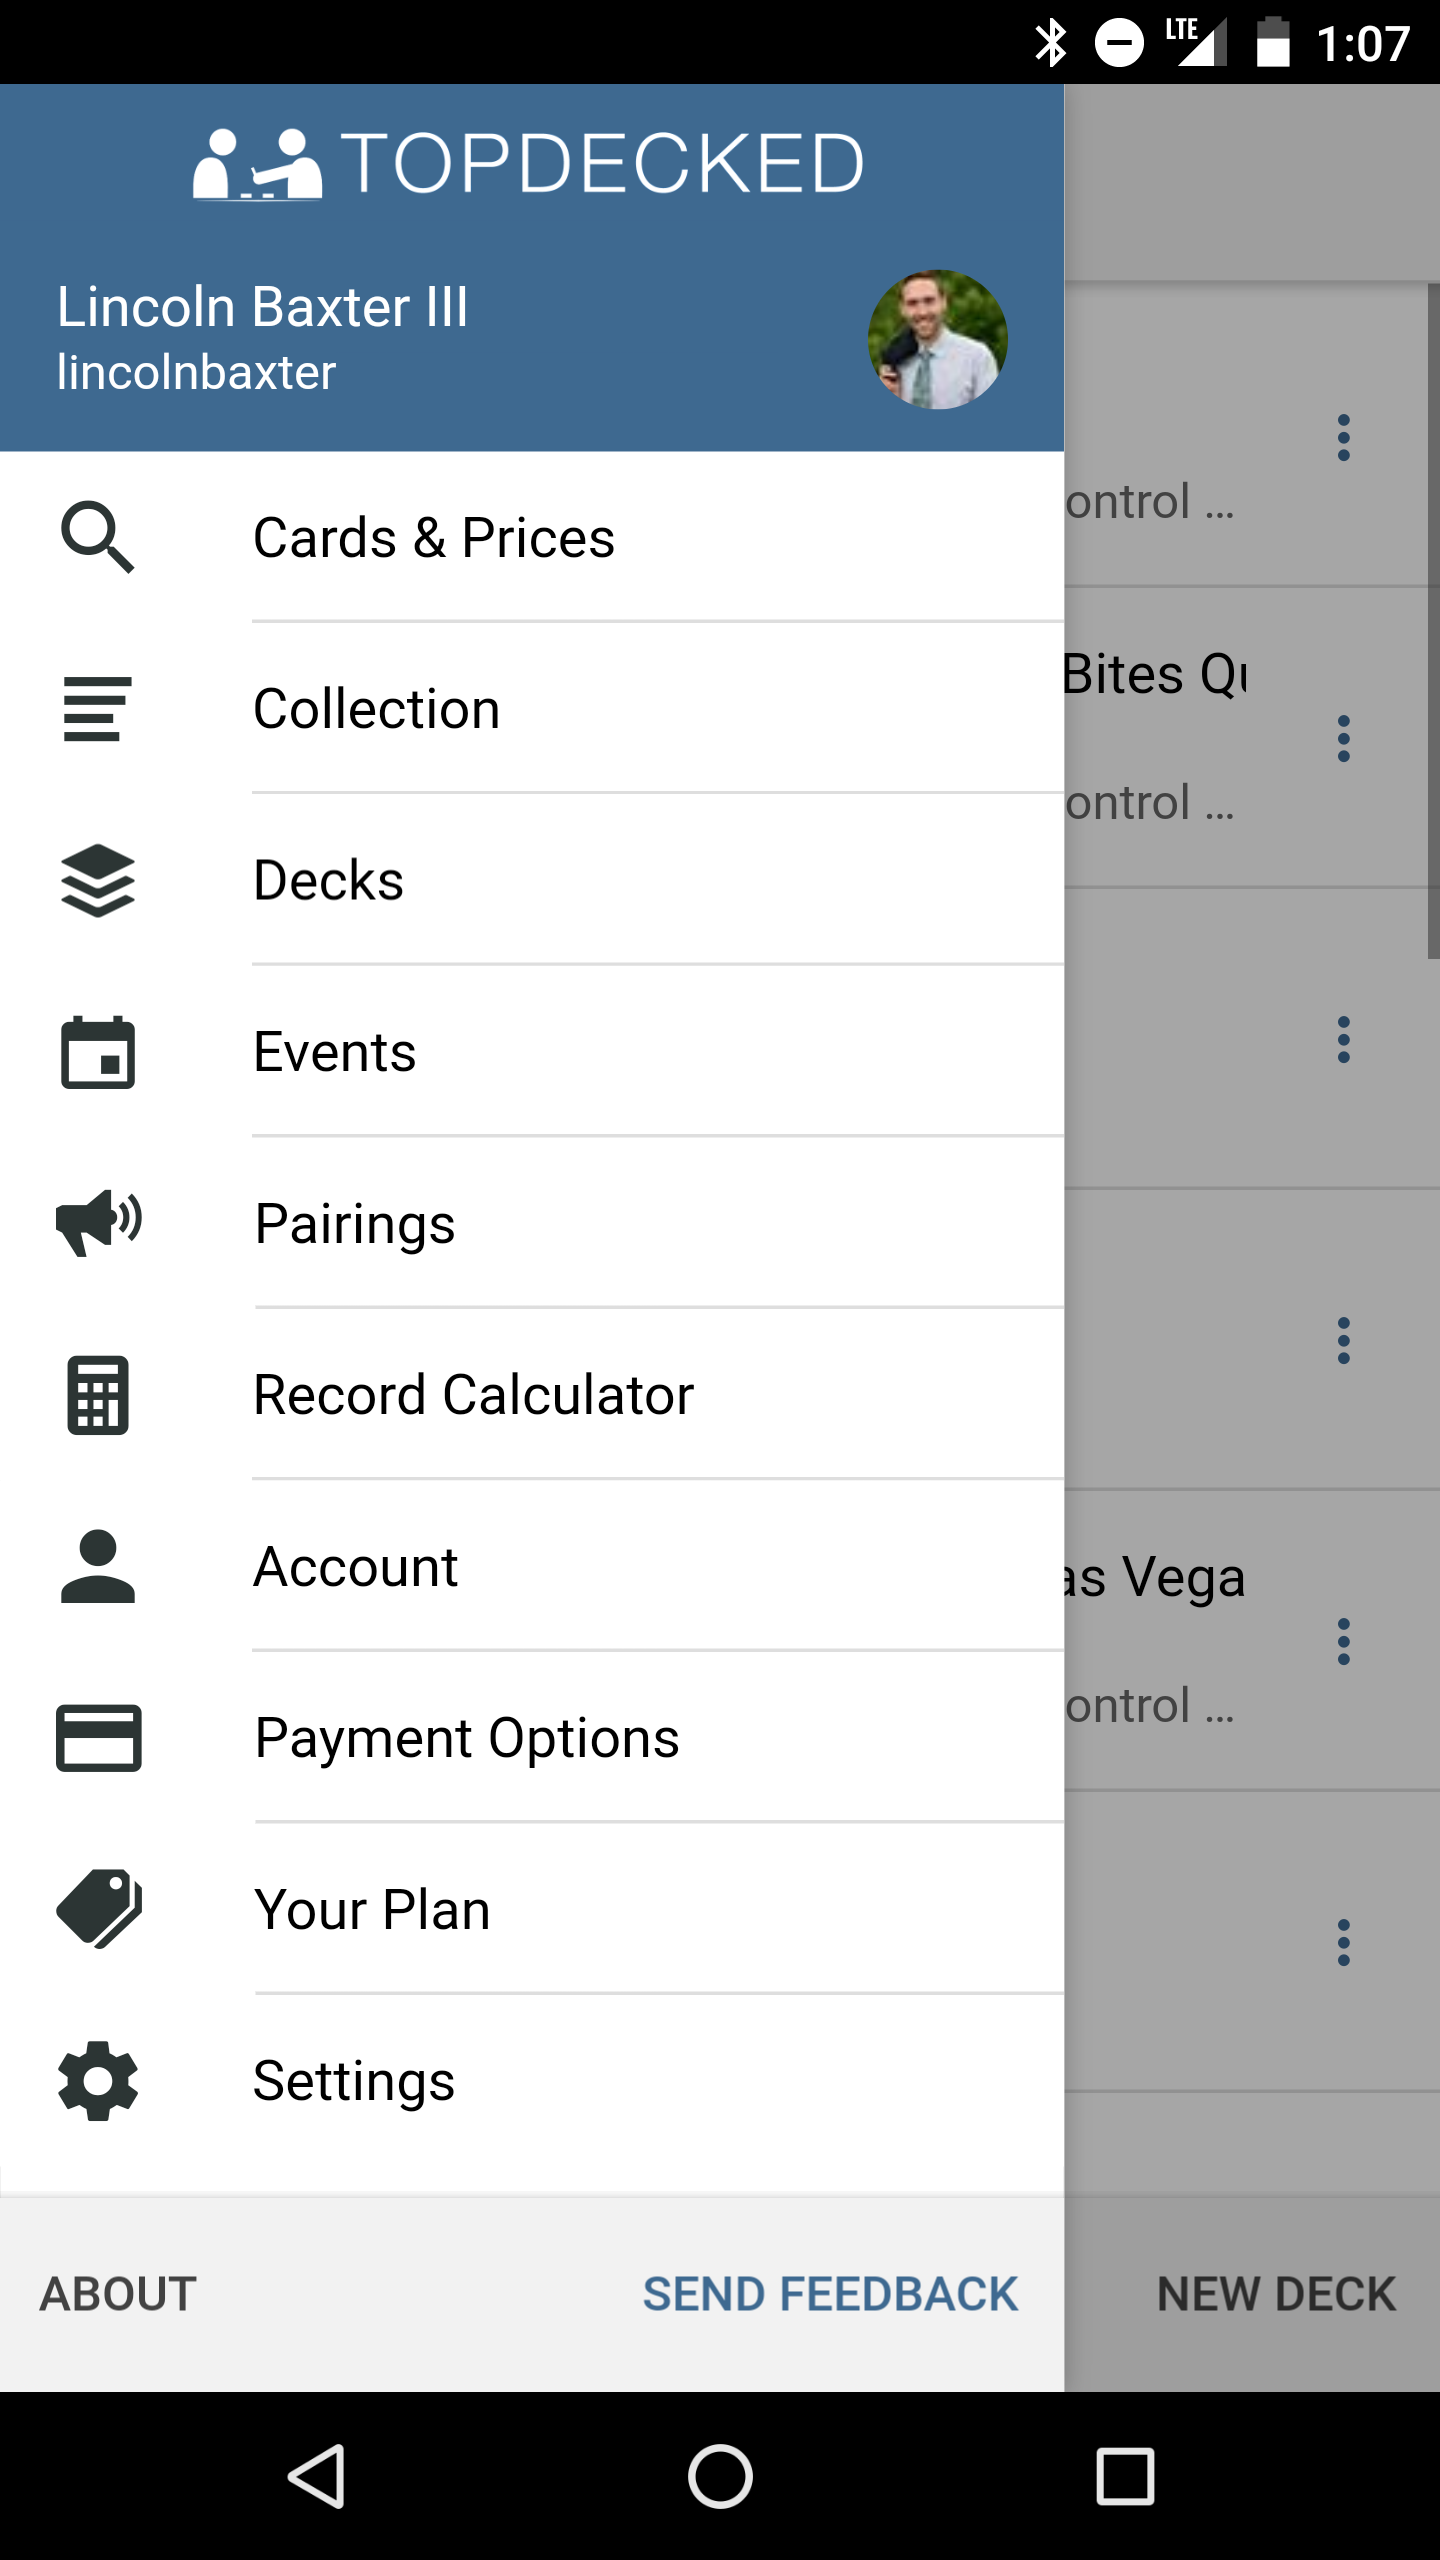 LTE 1:07
TOPDECKED
Lincoln Baxter III
lincolnbaxter
Cards & Prices
ontrol ...
Collection
Bites
ontrol ...
Decks
Events
Pairings
Record Calculator
Account
as Vega
Payment Options
ontrol ...
Your Plan
Settings
ABOUT
SEND FEEDBACK
NEW DECK